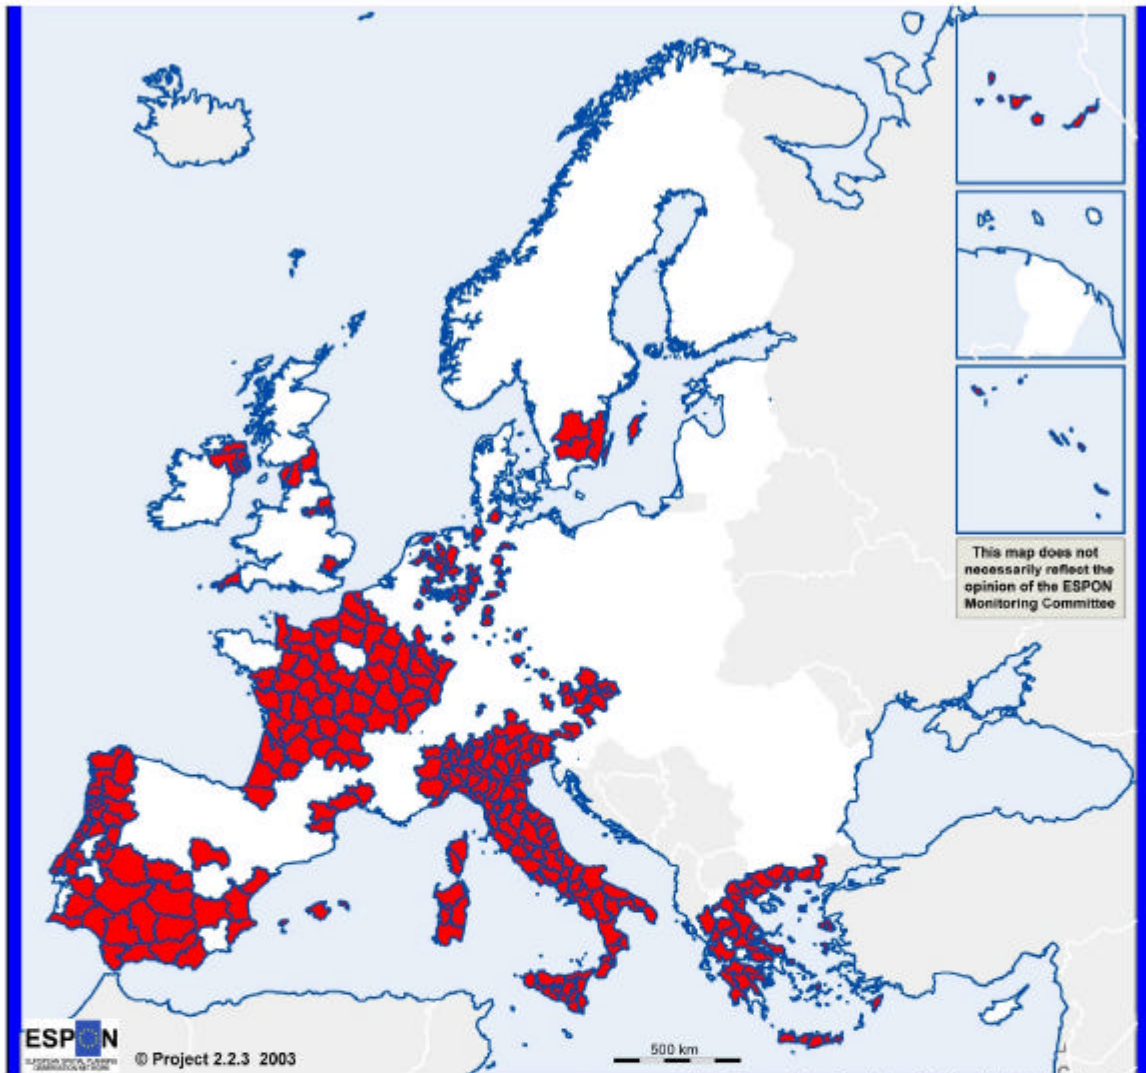 This map does not
necessarily reflect the
opinion of the ESPON
Monitoring Committee
ESPON
© Project 2.2.3 2003
500 km